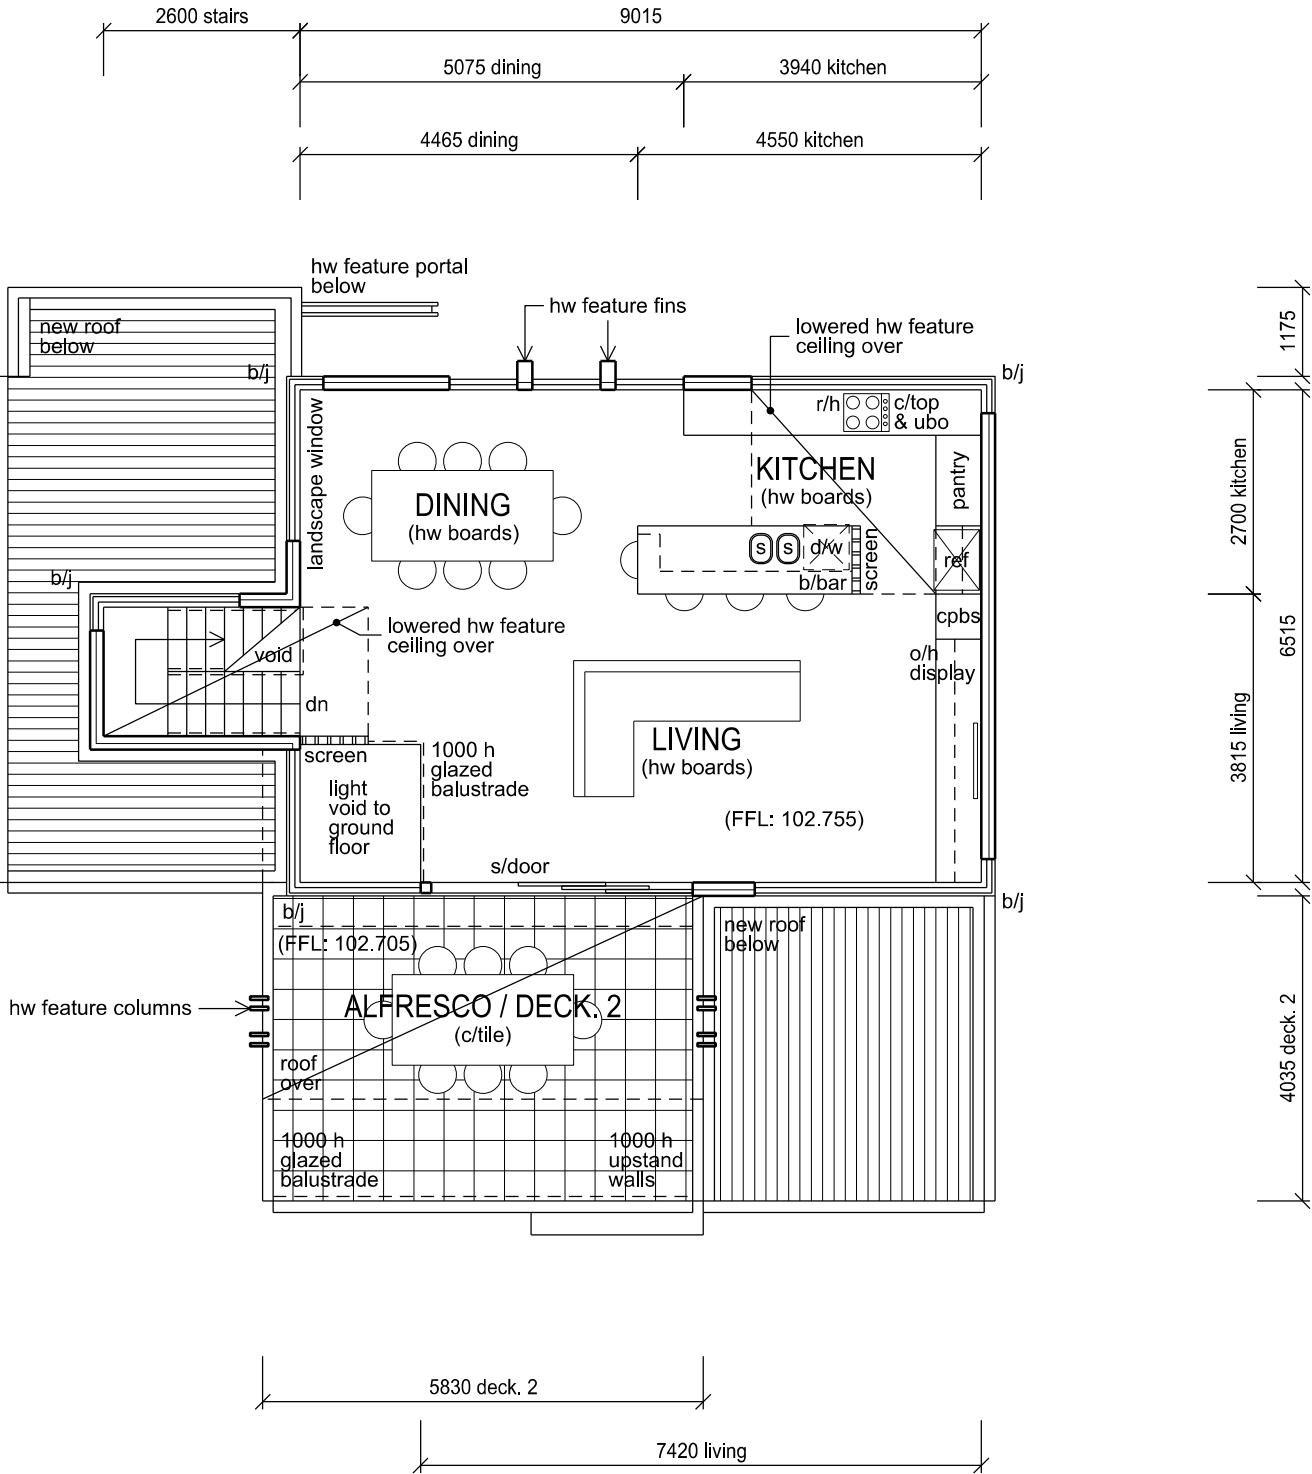 2600 stairs
9015
5075 dining
3940 kitchen
4465 dining
4550 kitchen
hw feature portal
below
hw feature fins
lowered hw feature
ceiling over
new roof
below
1175
b/j
b/j
landscape window
r/h
c/top
& ubo
KITCHEN
(hw boards)
pantry
DINING
(hw boards)
2700 kitchen
s
s
d/w
screen
ref
b/j
b/bar
cpbs
lowered hw feature
ceiling over
void
o/h
display
6515
dn
LIVING
(hw boards)
3815 living
screen
1000 h
glazed
balustrade
light
void to
ground
floor
(FFL: 102.755)
s/door
b/j
b/j
new roof
below
(FFL: 102.705)
hw feature columns
ALFRESCO / DECK. 2
(c/tile)
roof
over
4035 deck. 2
1000 h
glazed
balustrade
1000 h
upstand
walls
5830 deck. 2
7420 living